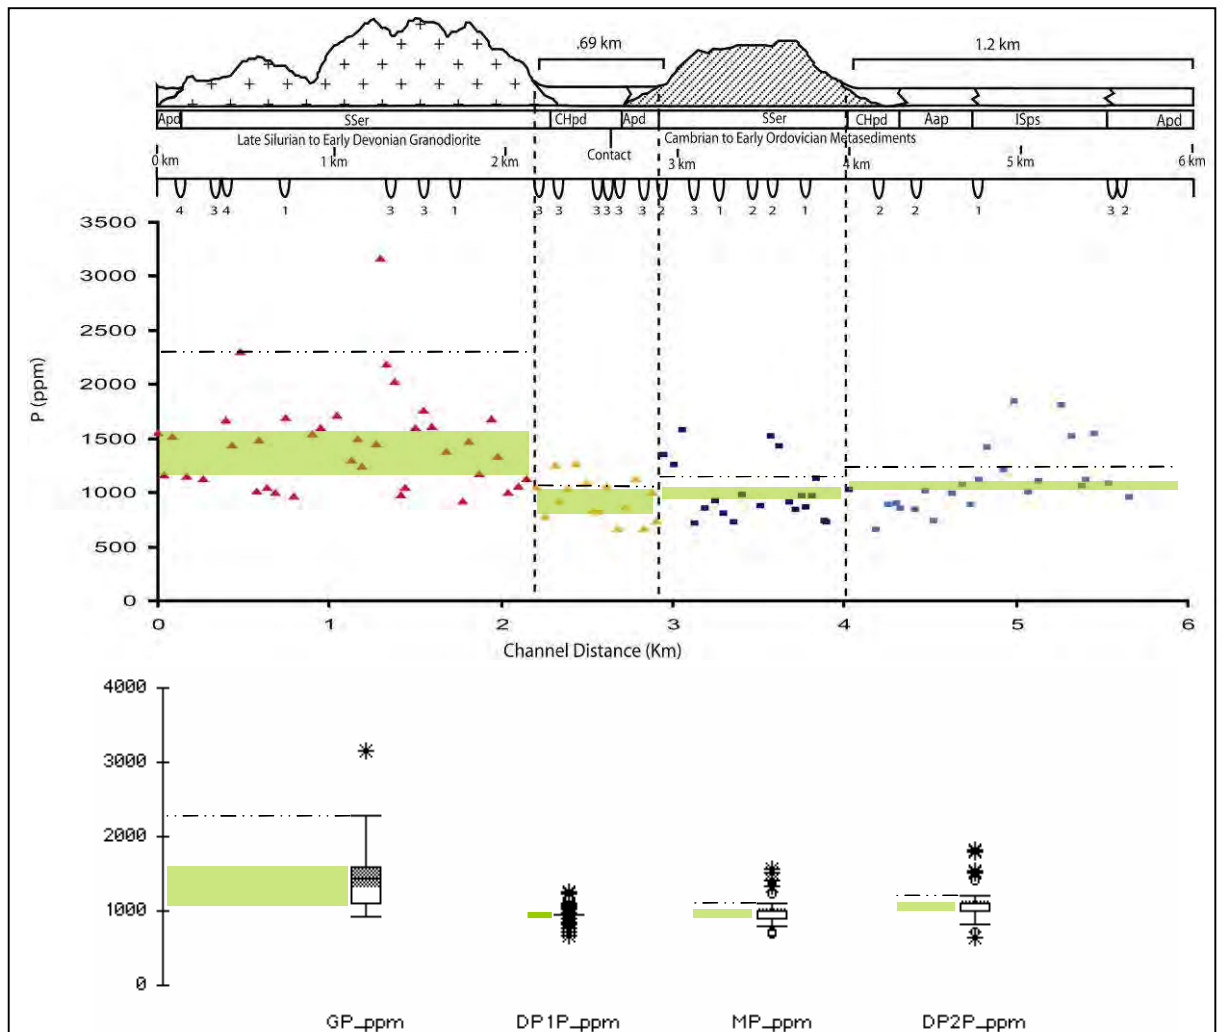 .69 km 1.2 km
Apd SSer CHpd Apd SSer CHpd Aap ISps Apd
Late Silurian to Early Devonian Granodiorite Cambrian to Early Ordovician Metasediments
Contact
0 km 1 km 2 km 3 km 4 km 5 km 6 km
4 3 4 1 3 3 1 3 3 3 3 3 3 2 3 1 2 2 1 2 2 1 3 2
3500
3000
2500
2000
1500
1000
500
0
P (ppm)
0 1 2 3 4 5 6
Channel Distance (Km)
4000
3000
2000
1000
0
GP_ppm DP1P_ppm MP_ppm DP2P_ppm